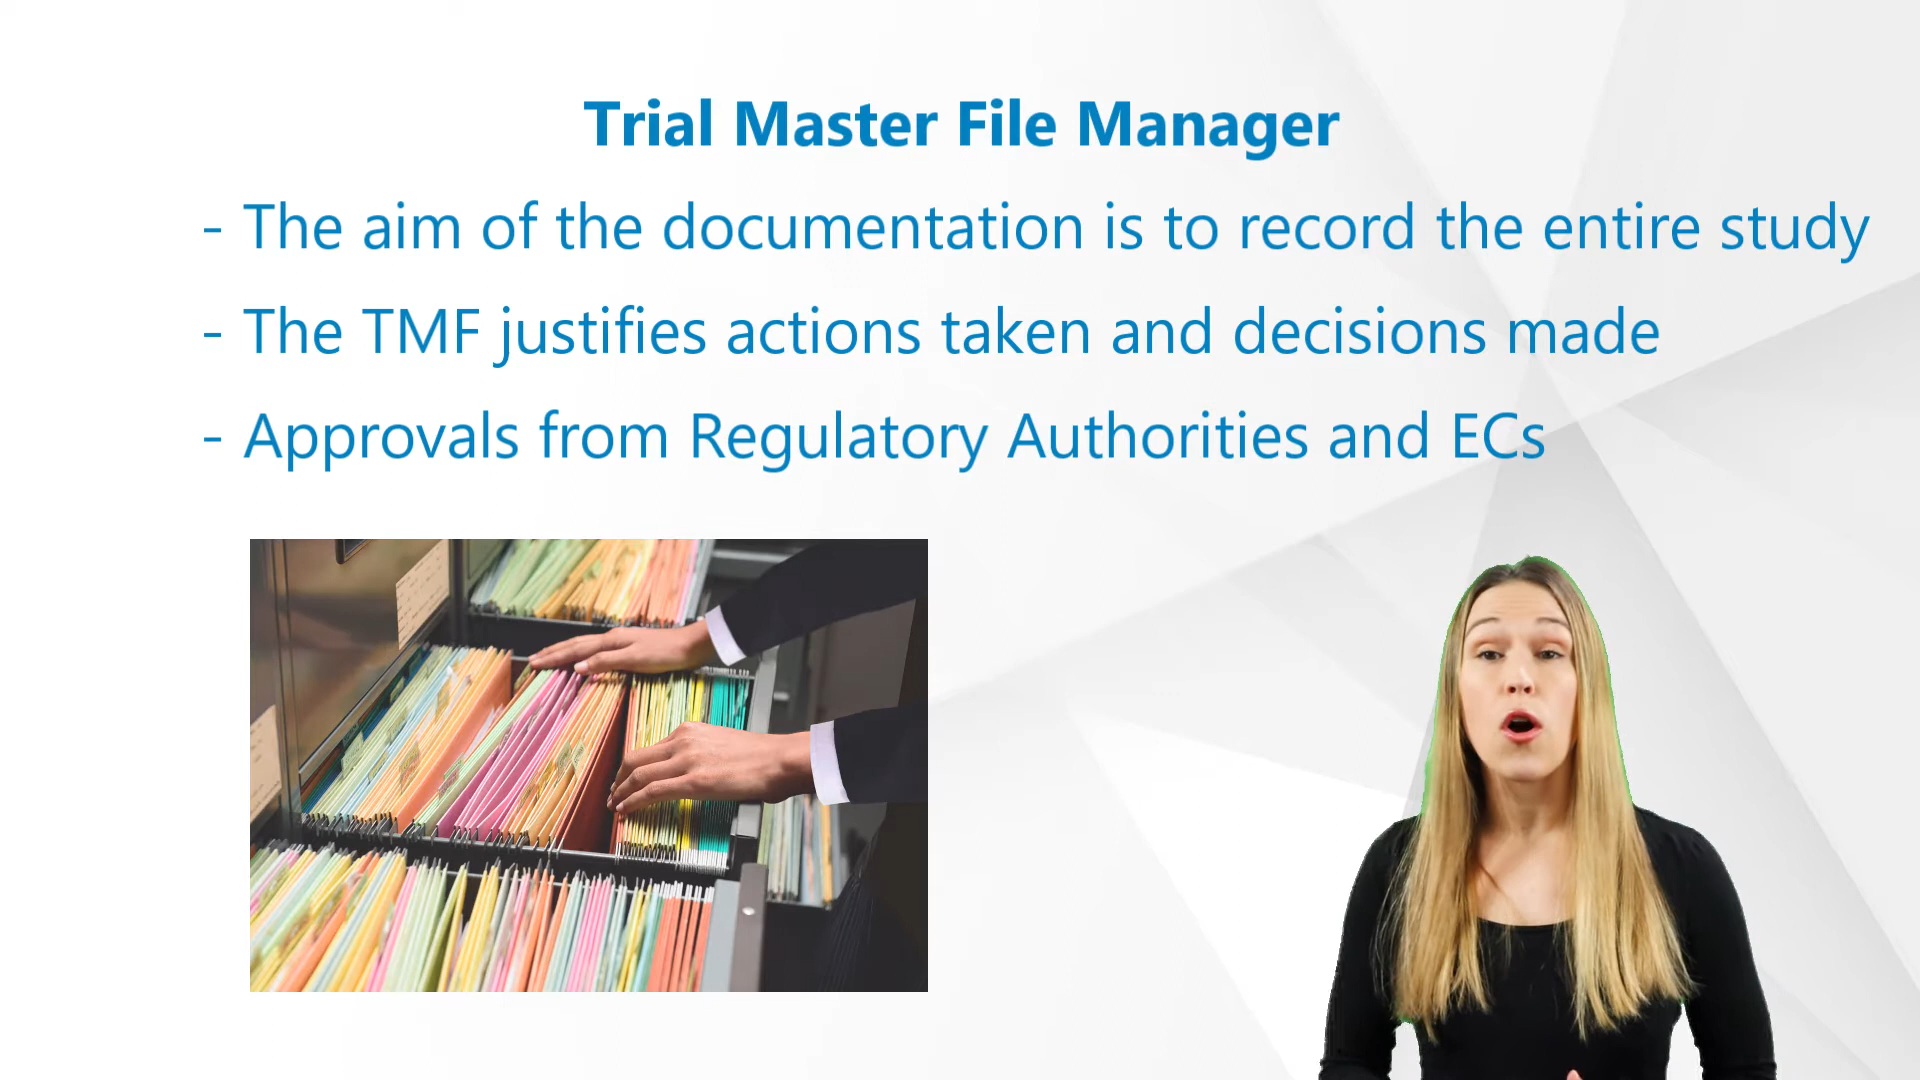 Trial Master File Manager
- The aim of the documentation is to record the entire study
- The TMF justifies actions taken and decisions made
- Approvals from Regulatory Authorities and ECs